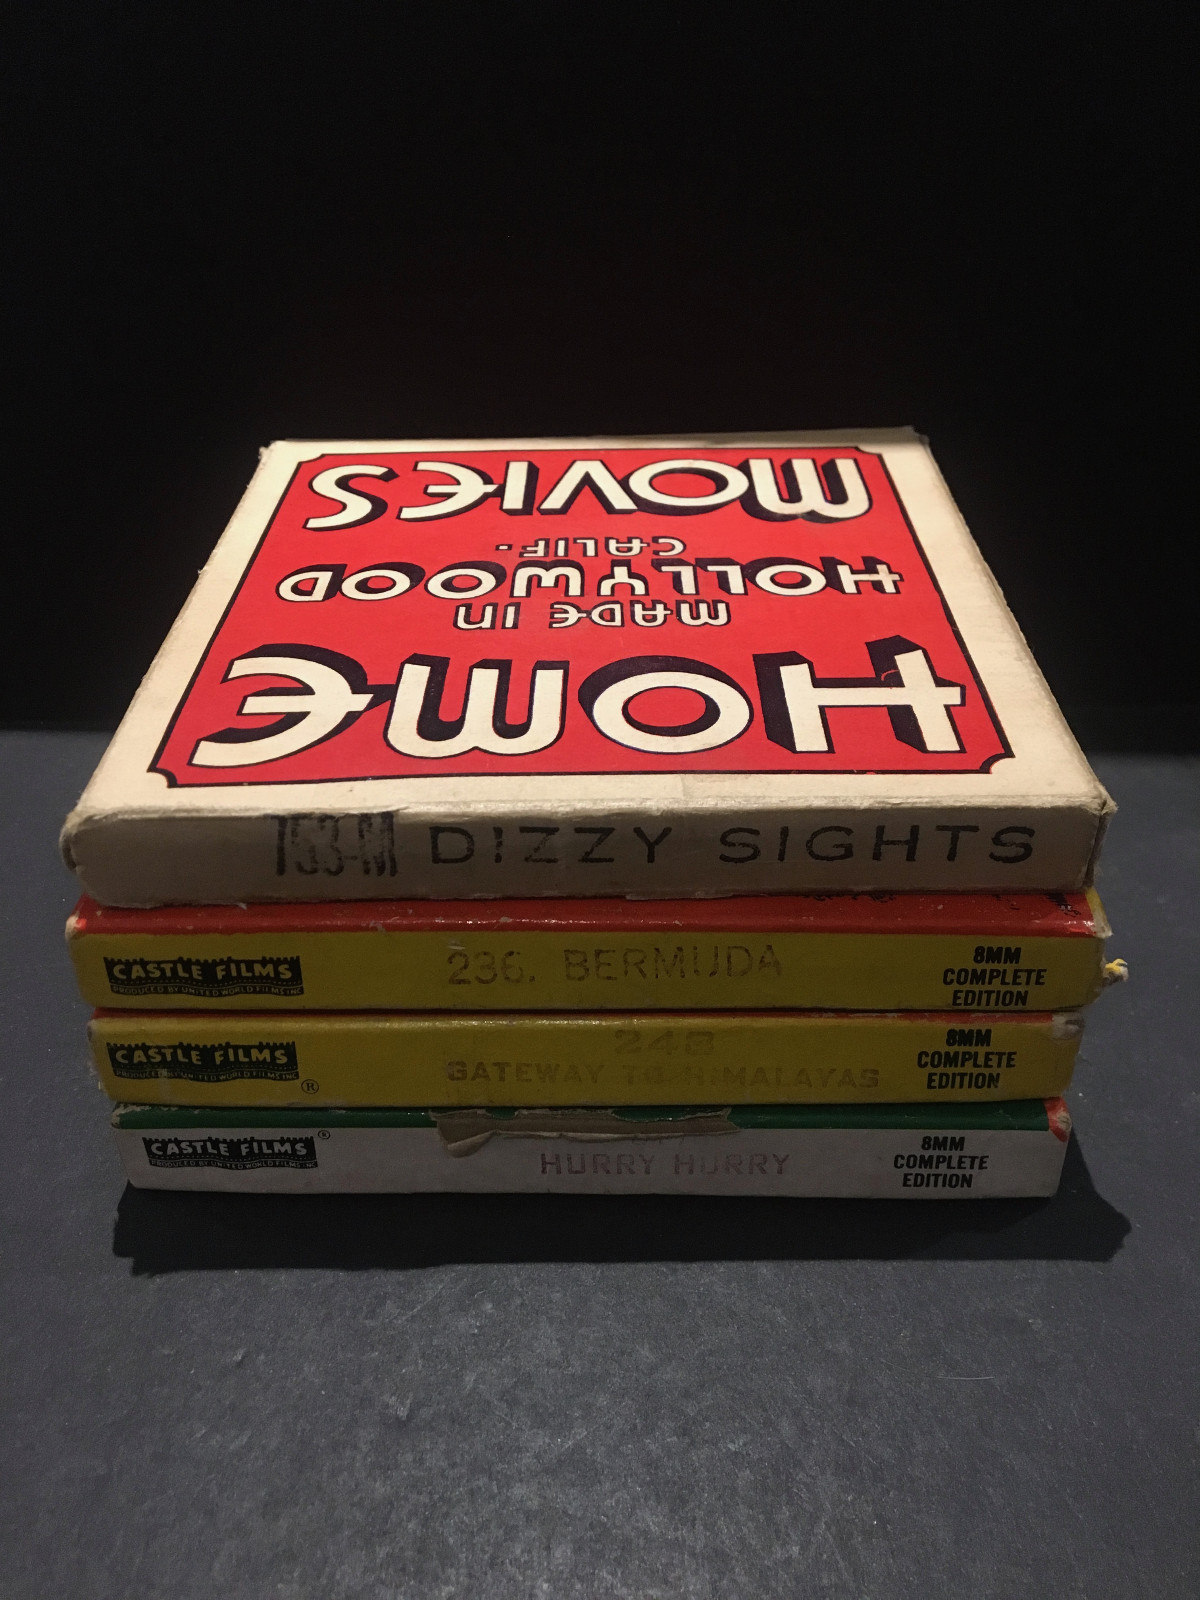 HOME
MADE IN
HOLLYWOOD
CALIF.
MOVIES
753-M DIZZY SIGHTS
CASTLE FILMS
PRODUCED BY UNITED WORLD FILMS INC
236. BERMUDA
8MM
COMPLETE
EDITION
CASTLE FILMS
PRODUCED BY UNITED WORLD FILMS INC
®
248
GATEWAY TO HIMALAYAS
8MM
COMPLETE
EDITION
CASTLE FILMS
®
PRODUCED BY UNITED WORLD FILMS INC
HURRY HURRY
8MM
COMPLETE
EDITION